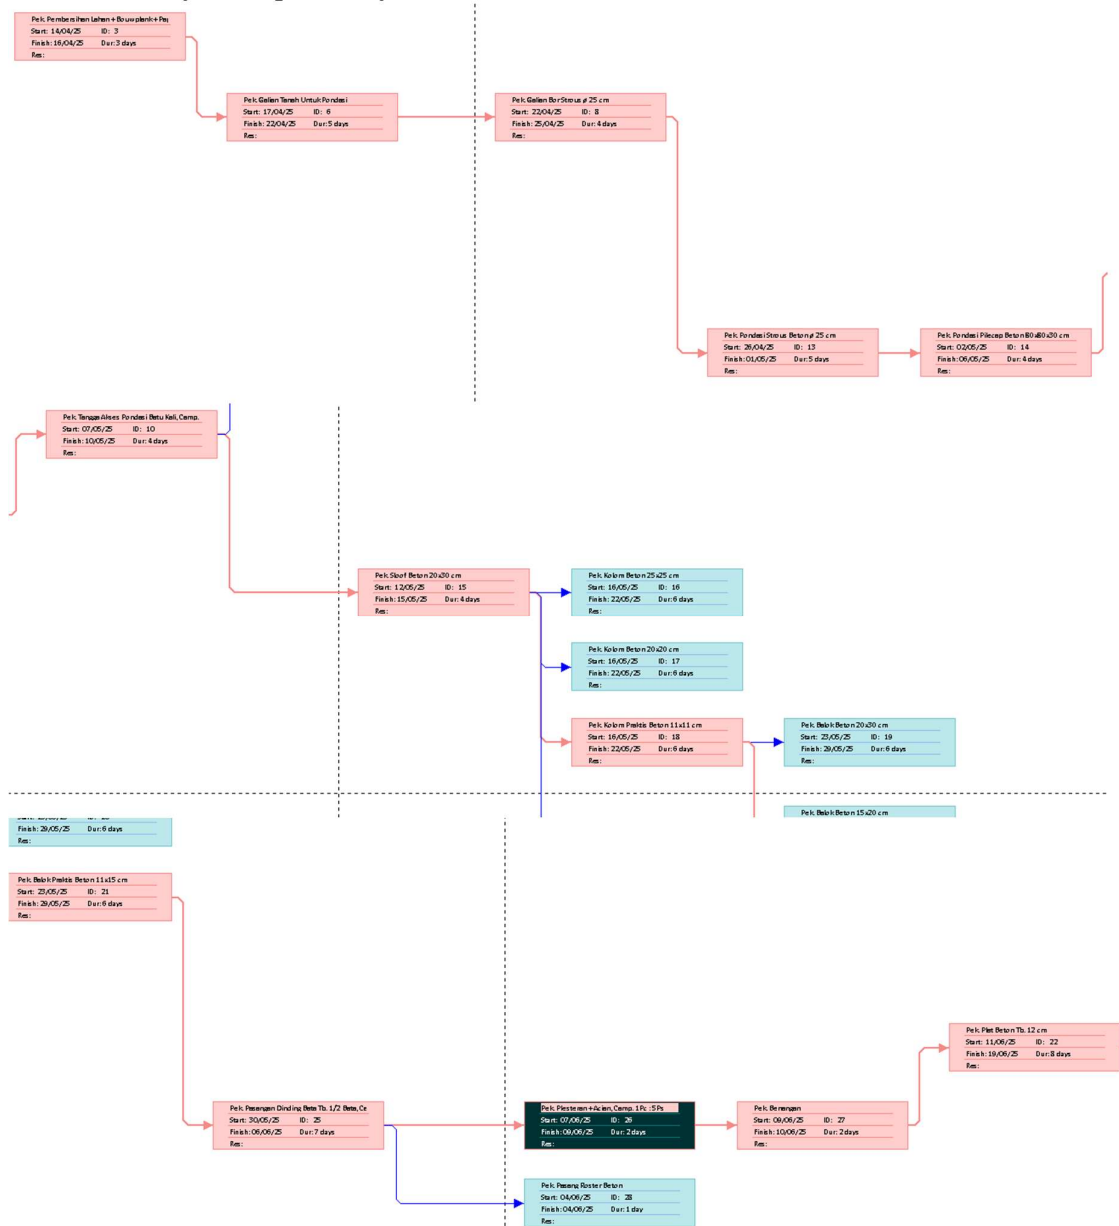 Pek. Pembersihan Lahan + Bouwplank + Pag
Start: 14/04/25 ID: 3
Finish: 16/04/25 Dur: 3 days
Res:
Pek. Galian Tanah Untuk Pondasi
Start: 17/04/25 ID: 6
Finish: 22/04/25 Dur: 5 days
Res:
Pek. Galian Bor Strous ø 25 cm
Start: 22/04/25 ID: 8
Finish: 25/04/25 Dur: 4 days
Res:
Pek. Pondasi Strous Beton ø 25 cm
Start: 26/04/25 ID: 13
Finish: 01/05/25 Dur: 5 days
Res:
Pek. Pondasi Pilecap Beton 80x80x30 cm
Start: 02/05/25 ID: 14
Finish: 06/05/25 Dur: 4 days
Res:
Pek. Tangga Akses Pondasi Batu Kali, Camp.
Start: 07/05/25 ID: 10
Finish: 10/05/25 Dur: 4 days
Res:
Pek. Sloof Beton 20x30 cm
Start: 12/05/25 ID: 15
Finish: 15/05/25 Dur: 4 days
Res:
Pek. Kolom Beton 25x25 cm
Start: 16/05/25 ID: 16
Finish: 22/05/25 Dur: 6 days
Res:
Pek. Kolom Beton 20x20 cm
Start: 16/05/25 ID: 17
Finish: 22/05/25 Dur: 6 days
Res:
Pek. Kolom Praktis Beton 11x11 cm
Start: 16/05/25 ID: 18
Finish: 22/05/25 Dur: 6 days
Res:
Pek. Balok Beton 20x30 cm
Start: 23/05/25 ID: 19
Finish: 29/05/25 Dur: 6 days
Res:
Pek. Balok Beton 15x20 cm
Finish: 29/05/25 Dur: 6 days
Res:
Pek. Balok Praktis Beton 11x15 cm
Start: 23/05/25 ID: 21
Finish: 29/05/25 Dur: 6 days
Res:
Pek. Pasangan Dinding Bata Tb. 1/2 Bata, Ca
Start: 30/05/25 ID: 25
Finish: 06/06/25 Dur: 7 days
Res:
Pek. Plesteran + Acian, Camp. 1Pc : 5Ps
Start: 07/06/25 ID: 26
Finish: 09/06/25 Dur: 2 days
Res:
Pek. Benangan
Start: 09/06/25 ID: 27
Finish: 10/06/25 Dur: 2 days
Res:
Pek. Plat Beton Tb. 12 cm
Start: 11/06/25 ID: 22
Finish: 19/06/25 Dur: 8 days
Res:
Pek. Pasang Roster Beton
Start: 04/06/25 ID: 28
Finish: 04/06/25 Dur: 1 day
Res: